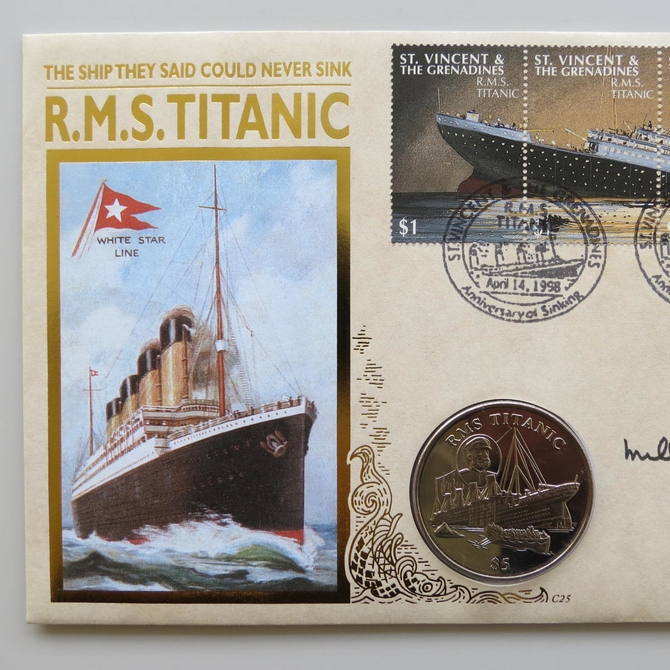 THE SHIP THEY SAID COULD NEVER SINK
R.M.S. TITANIC
WHITE STAR
LINE
ST. VINCENT &
THE GRENADINES
R.M.S.
TITANIC
$1
ST. VINCENT &
THE GRENADINES
R.M.S.
TITANIC
ST. VINCENT & THE GRENADINES
R.M.S.
TITANIC
April 14, 1998
Anniversary of Sinking
RMS TITANIC
$5
C25